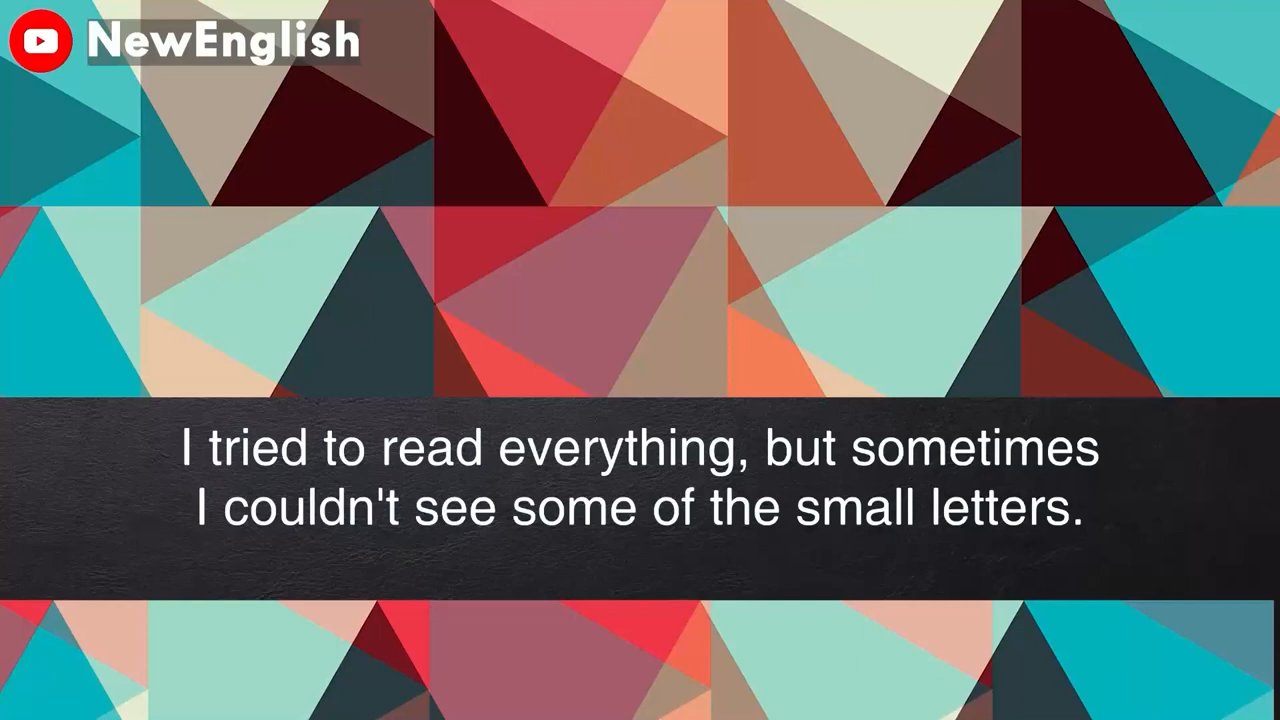 NewEnglish
I tried to read everything, but sometimes
I couldn't see some of the small letters.